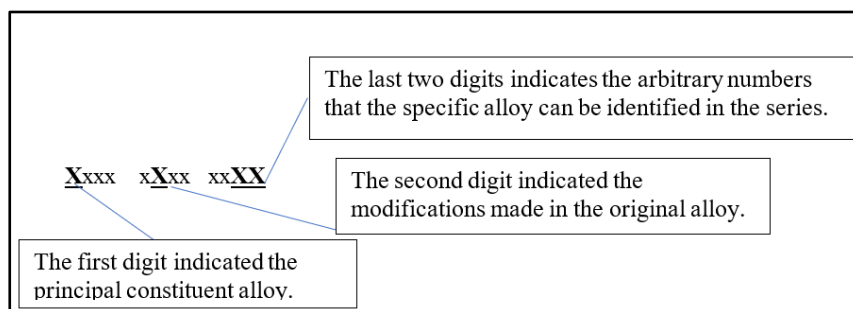 The last two digits indicates the arbitrary numbers
that the specific alloy can be identified in the series.
Xxxx xXxx xxXX
The second digit indicated the
modifications made in the original alloy.
The first digit indicated the
principal constituent alloy.